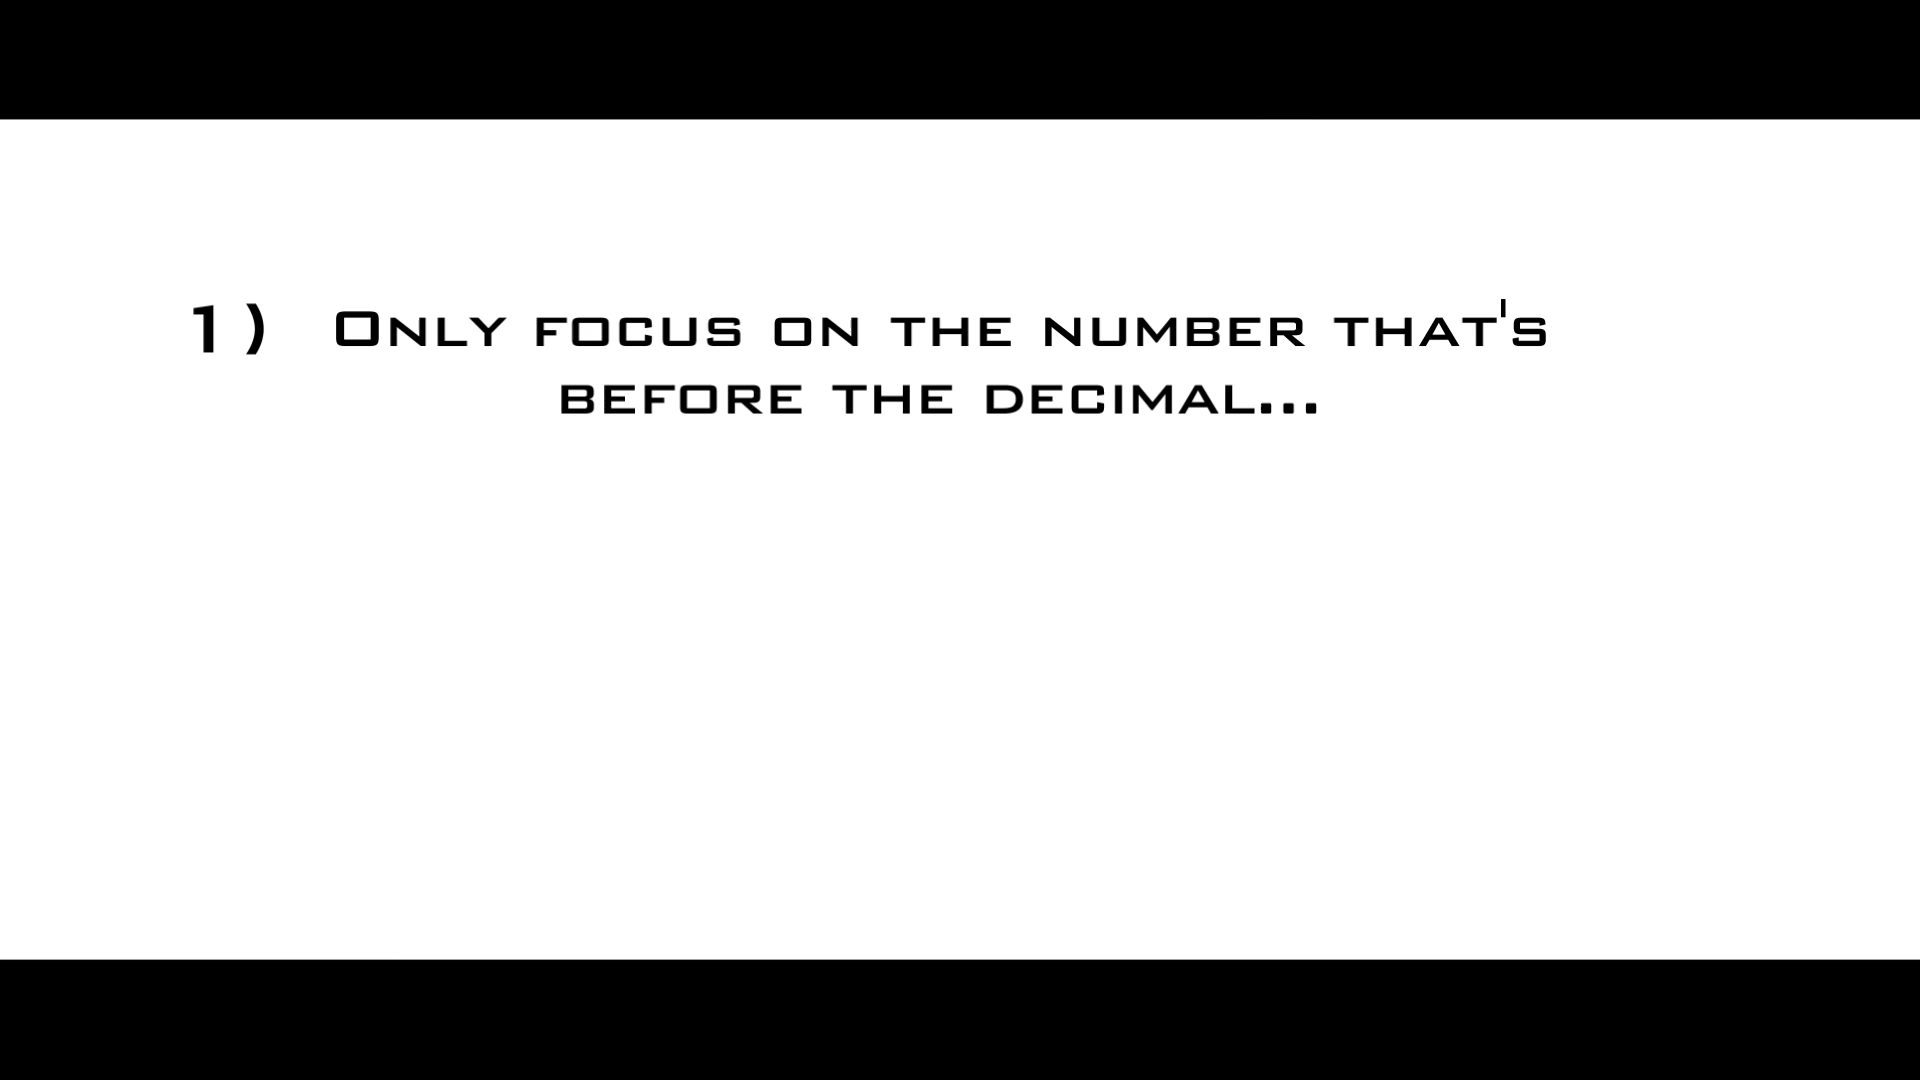 1) Only focus on the number that's
before the decimal...